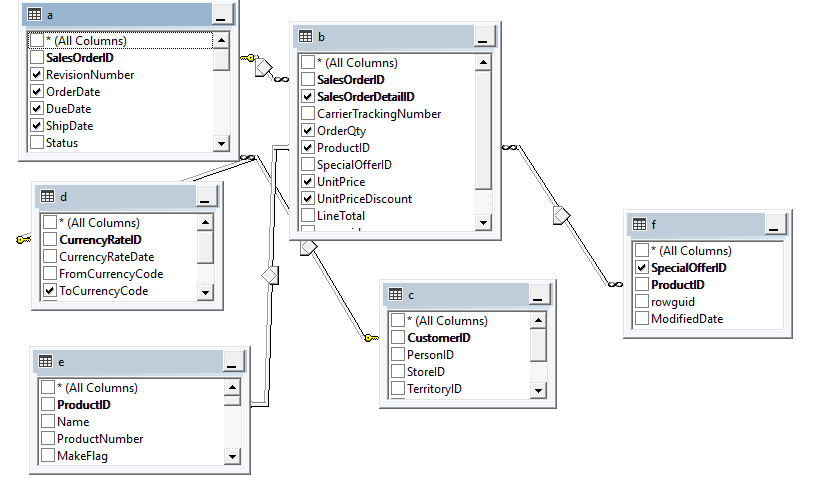 a
* (All Columns)
SalesOrderID
RevisionNumber
OrderDate
DueDate
ShipDate
Status
b
* (All Columns)
SalesOrderID
SalesOrderDetailID
CarrierTrackingNumber
OrderQty
ProductID
SpecialOfferID
UnitPrice
UnitPriceDiscount
LineTotal
d
* (All Columns)
CurrencyRateID
CurrencyRateDate
FromCurrencyCode
ToCurrencyCode
f
* (All Columns)
SpecialOfferID
ProductID
rowguid
ModifiedDate
c
* (All Columns)
CustomerID
PersonID
StoreID
TerritoryID
e
* (All Columns)
ProductID
Name
ProductNumber
MakeFlag